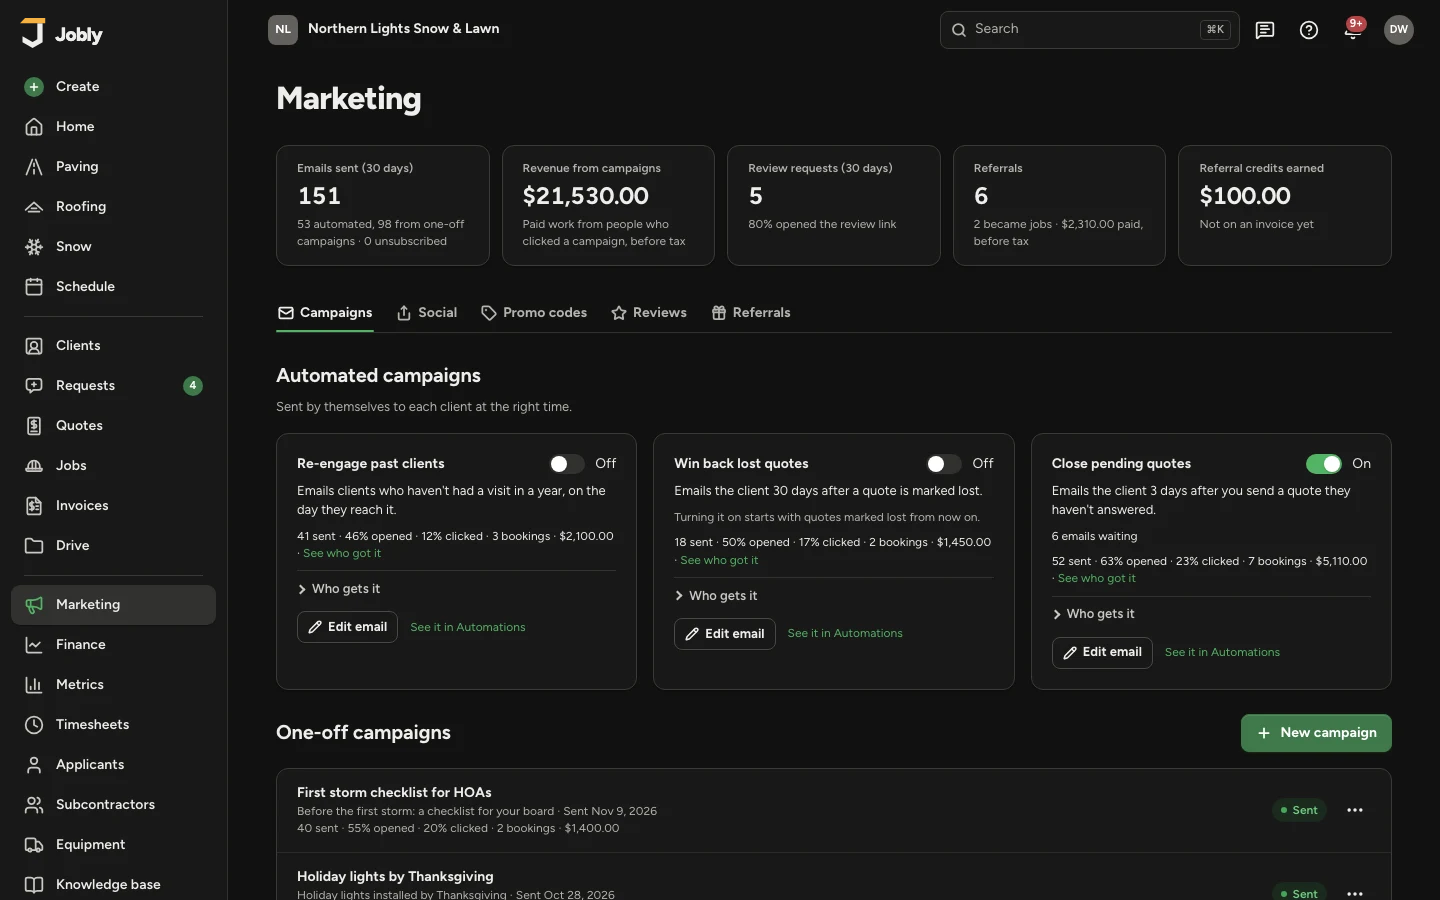 Jobly
NL
Northern Lights Snow & Lawn
Search
⌘K
9+
DW
Create
Home
Paving
Roofing
Snow
Schedule
Clients
Requests
4
Quotes
Jobs
Invoices
Drive
Marketing
Finance
Metrics
Timesheets
Applicants
Subcontractors
Equipment
Knowledge base
Marketing
Emails sent (30 days)
151
53 automated, 98 from one-off
campaigns · 0 unsubscribed
Revenue from campaigns
$21,530.00
Paid work from people who
clicked a campaign, before tax
Review requests (30 days)
5
80% opened the review link
Referrals
6
2 became jobs · $2,310.00 paid,
before tax
Referral credits earned
$100.00
Not on an invoice yet
Campaigns
Social
Promo codes
Reviews
Referrals
Automated campaigns
Sent by themselves to each client at the right time.
Re-engage past clients
Off
Emails clients who haven't had a visit in a year, on the
day they reach it.
41 sent · 46% opened · 12% clicked · 3 bookings · $2,100.00
· See who got it
Who gets it
Edit email
See it in Automations
Win back lost quotes
Off
Emails the client 30 days after a quote is marked lost.
Turning it on starts with quotes marked lost from now on.
18 sent · 50% opened · 17% clicked · 2 bookings · $1,450.00
· See who got it
Who gets it
Edit email
See it in Automations
Close pending quotes
On
Emails the client 3 days after you send a quote they
haven't answered.
6 emails waiting
52 sent · 63% opened · 23% clicked · 7 bookings · $5,110.00
· See who got it
Who gets it
Edit email
See it in Automations
One-off campaigns
New campaign
First storm checklist for HOAs
Before the first storm: a checklist for your board · Sent Nov 9, 2026
40 sent · 55% opened · 20% clicked · 2 bookings · $1,400.00
Sent
Holiday lights by Thanksgiving
Holiday lights installed by Thanksgiving · Sent Oct 28, 2026
Sent